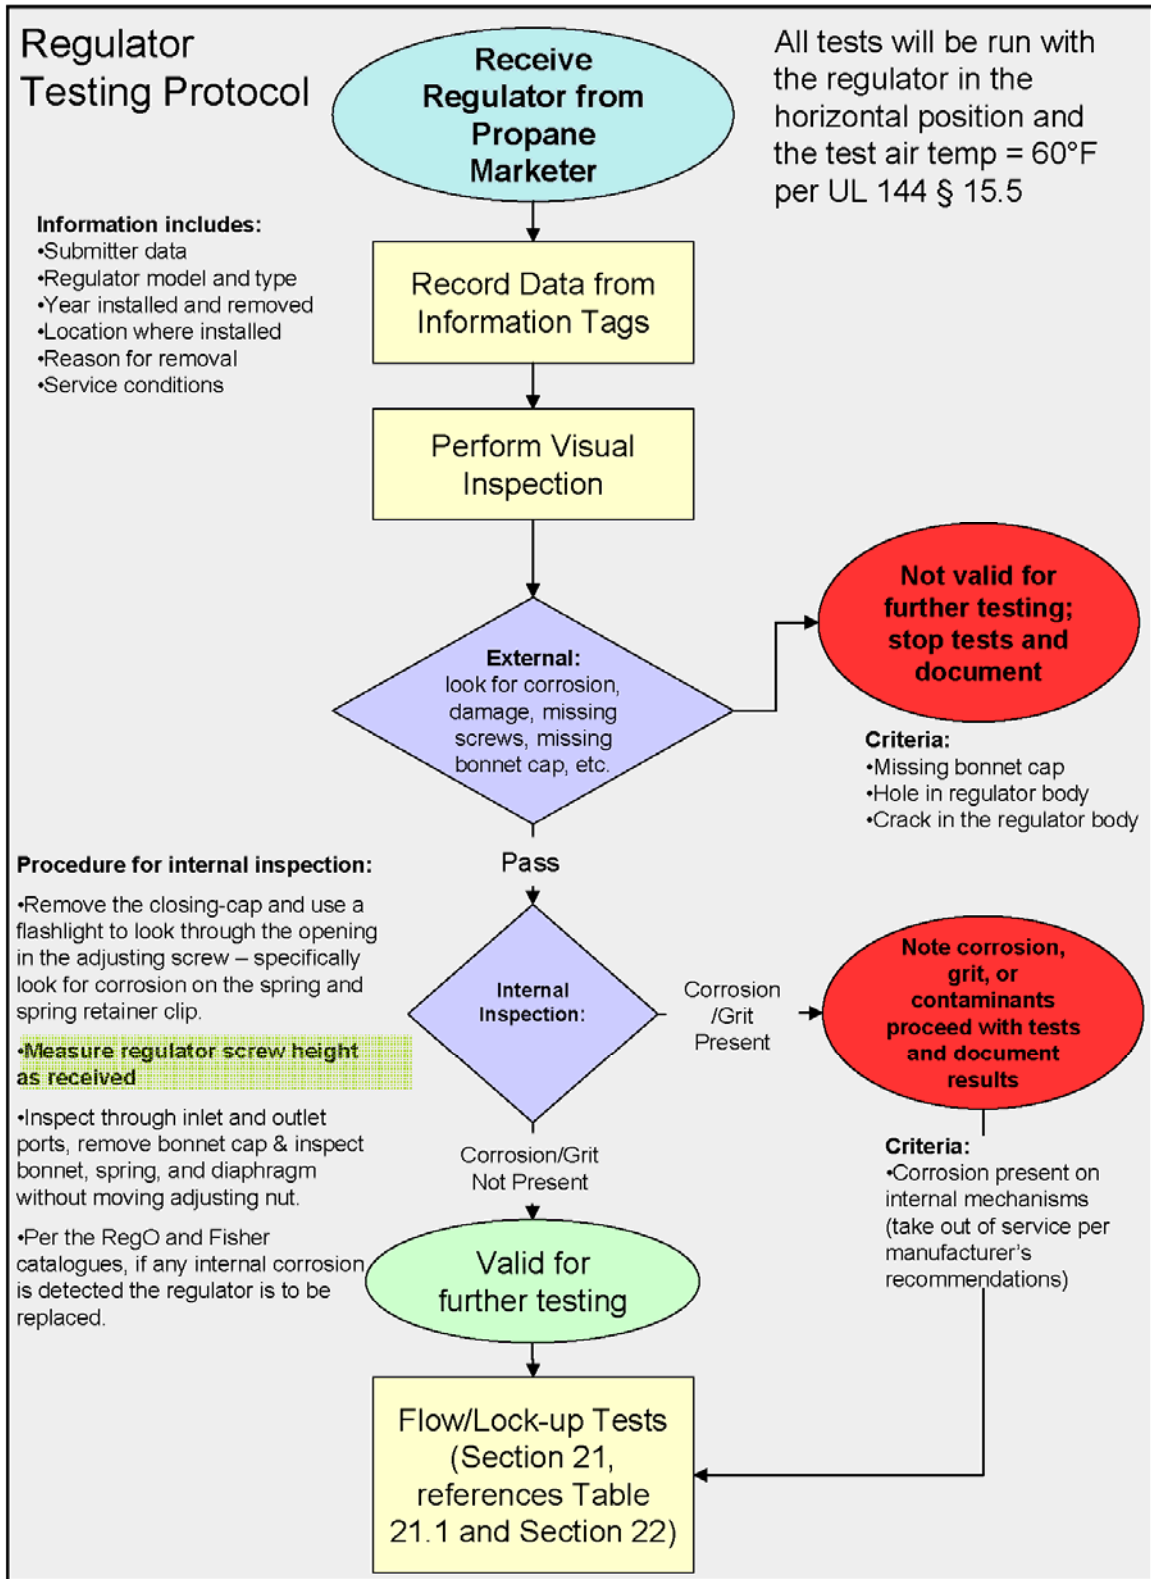 Regulator
Testing Protocol
Receive
Regulator from
Propane
Marketer
All tests will be run with
the regulator in the
horizontal position and
the test air temp = 60°F
per UL 144 § 15.5
Information includes:
•Submitter data
•Regulator model and type
•Year installed and removed
•Location where installed
•Reason for removal
•Service conditions
Record Data from
Information Tags
Perform Visual
Inspection
External:
look for corrosion,
damage, missing
screws, missing
bonnet cap, etc.
Not valid for
further testing;
stop tests and
document
Criteria:
•Missing bonnet cap
•Hole in regulator body
•Crack in the regulator body
Pass
Procedure for internal inspection:
•Remove the closing-cap and use a
flashlight to look through the opening
in the adjusting screw – specifically
look for corrosion on the spring and
spring retainer clip.
•Measure regulator screw height
as received
•Inspect through inlet and outlet
ports, remove bonnet cap & inspect
bonnet, spring, and diaphragm
without moving adjusting nut.
•Per the RegO and Fisher
catalogues, if any internal corrosion
is detected the regulator is to be
replaced.
Internal
Inspection:
Corrosion
/Grit
Present
Note corrosion,
grit, or
contaminants
proceed with tests
and document
results
Criteria:
•Corrosion present on
internal mechanisms
(take out of service per
manufacturer's
recommendations)
Corrosion/Grit
Not Present
Valid for
further testing
Flow/Lock-up Tests
(Section 21,
references Table
21.1 and Section 22)